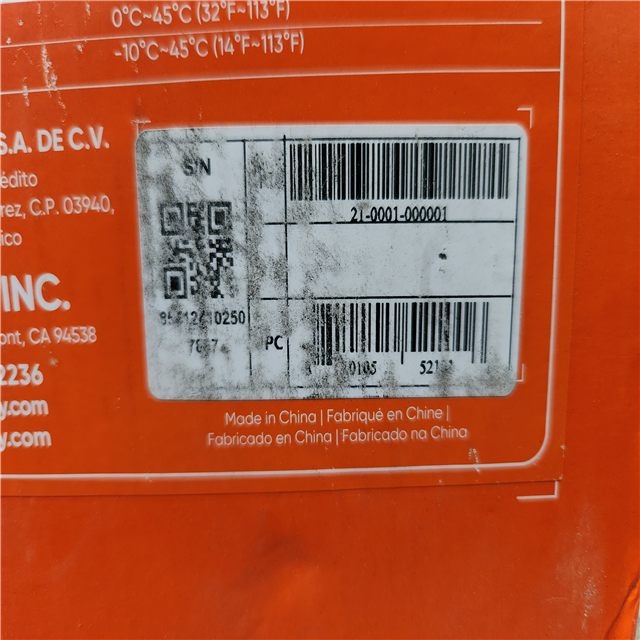 0°C~45°C (32°F~113°F)
-10°C~45°C (14°F~113°F)
S.A. DE C.V.
édito
rez, C.P. 03940,
ico
INC.
ont, CA 94538
2236
y.com
y.com
S/N
21-0001-000001
PC
0105
Made in China | Fabriqué en Chine |
Fabricado en China | Fabricado na China